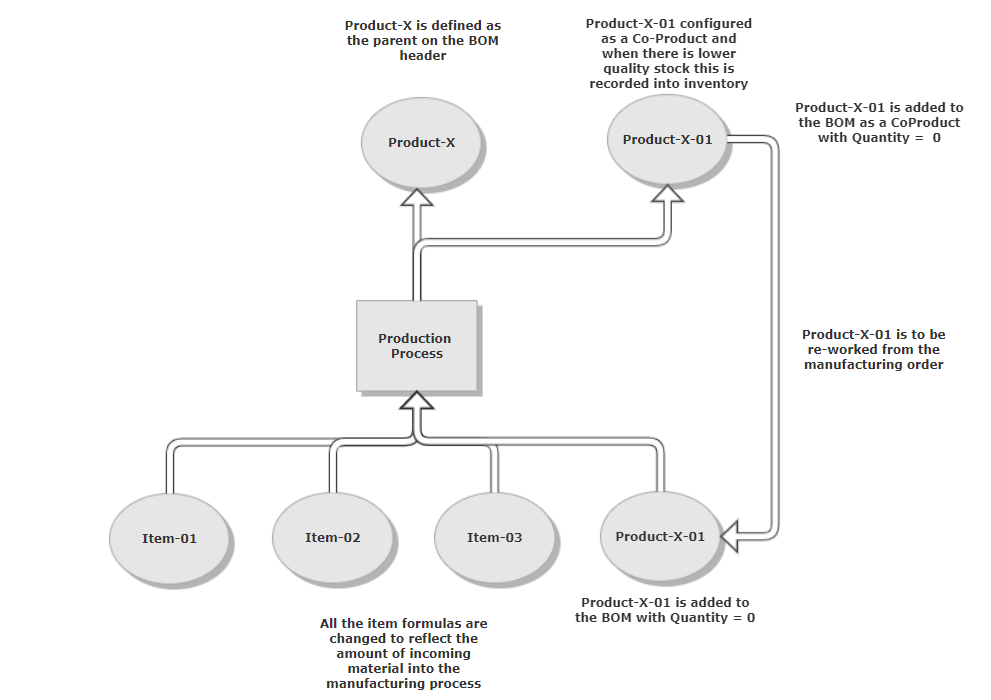 Product-X is defined as
the parent on the BOM
header
Product-X-01 configured
as a Co-Product and
when there is lower
quality stock this is
recorded into inventory
Product-X-01 is added to
the BOM as a CoProduct
with Quantity =  0
Product-X
Product-X-01
Production
Process
Product-X-01 is to be
re-worked from the
manufacturing order
Item-01
Item-02
Item-03
Product-X-01
Product-X-01 is added to
the BOM with Quantity = 0
All the item formulas are
changed to reflect the
amount of incoming
material into the
manufacturing process